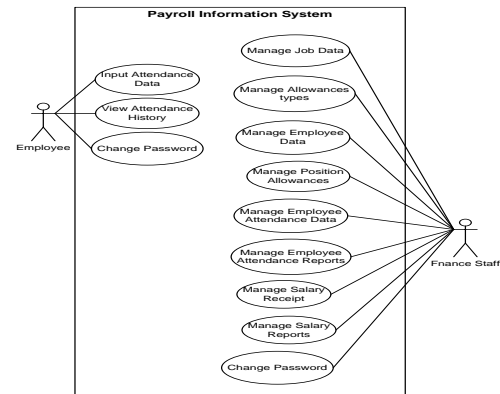 Payroll Information System
Input Attendance
Data
View Attendance
History
Change Password
Employee
Manage Job Data
Manage Allowances
types
Manage Employee
Data
Manage Position
Allowances
Manage Employee
Attendance Data
Manage Employee
Attendance Reports
Manage Salary
Receipt
Manage Salary
Reports
Change Password
Fnance Staff